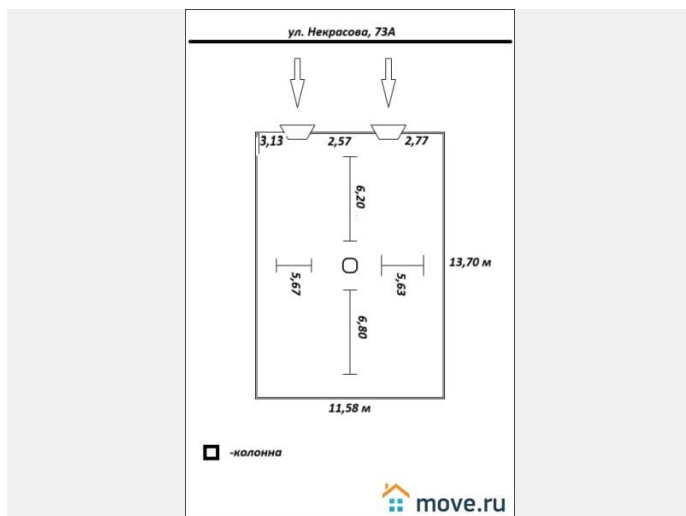 ул. Некрасова, 73А
3,13 2,57 2,77
6,20
5,67 5,63 13,70 м
6,80
11,58 м
-колонна
move.ru